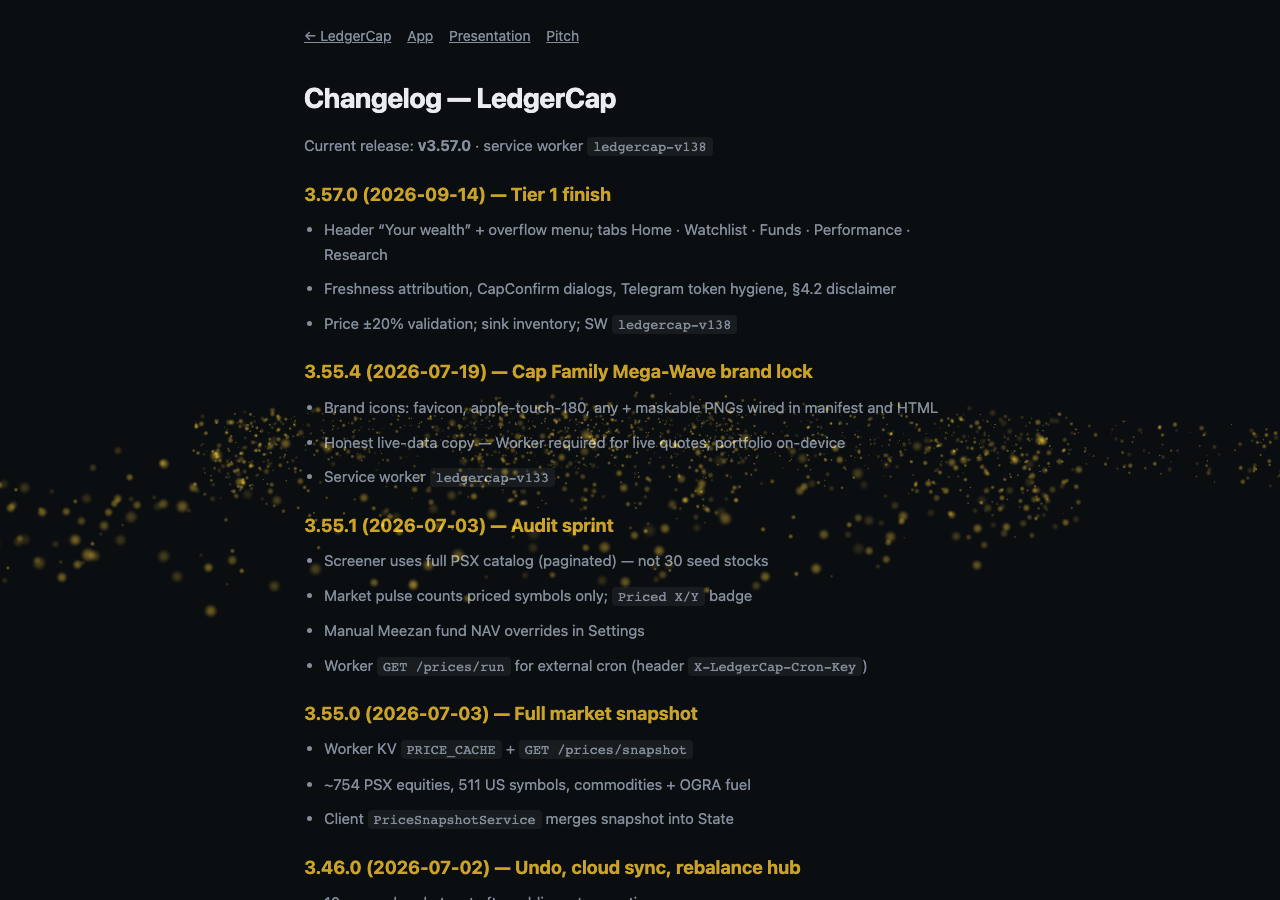 ← LedgerCap App Presentation Pitch
Changelog — LedgerCap
Current release: v3.57.0 · service worker ledgercap-v138
3.57.0 (2026-09-14) — Tier 1 finish
• Header “Your wealth” + overflow menu; tabs Home · Watchlist · Funds · Performance ·
Research
• Freshness attribution, CapConfirm dialogs, Telegram token hygiene, §4.2 disclaimer
• Price ±20% validation; sink inventory; SW ledgercap-v138
3.55.4 (2026-07-19) — Cap Family Mega-Wave brand lock
• Brand icons: favicon, apple-touch-180, any + maskable PNGs wired in manifest and HTML
• Honest live-data copy — Worker required for live quotes; portfolio on-device
• Service worker ledgercap-v133
3.55.1 (2026-07-03) — Audit sprint
• Screener uses full PSX catalog (paginated) — not 30 seed stocks
• Market pulse counts priced symbols only; Priced X/Y badge
• Manual Meezan fund NAV overrides in Settings
• Worker GET /prices/run for external cron (header X-LedgerCap-Cron-Key )
3.55.0 (2026-07-03) — Full market snapshot
• Worker KV PRICE_CACHE + GET /prices/snapshot
• ~754 PSX equities, 511 US symbols, commodities + OGRA fuel
• Client PriceSnapshotService merges snapshot into State
3.46.0 (2026-07-02) — Undo, cloud sync, rebalance hub